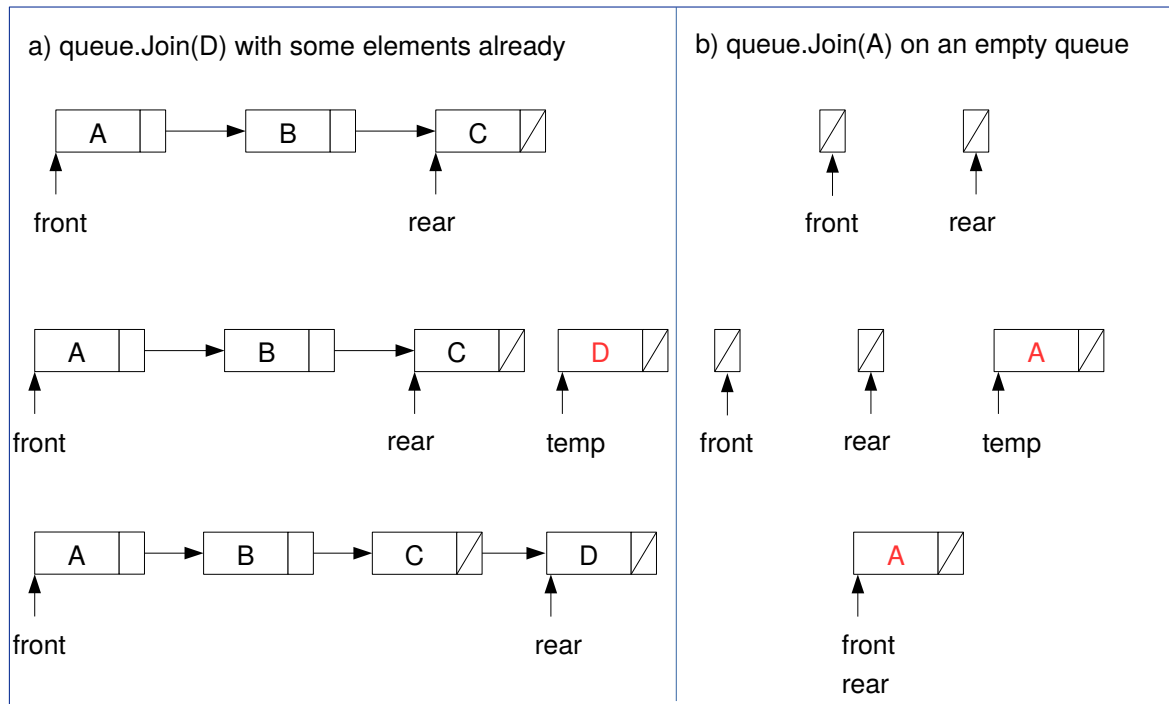 a) queue.Join(D) with some elements already
A B C
front rear
A B C D
front rear temp
A B C D
front rear
b) queue.Join(A) on an empty queue
front rear
A
front rear temp
A
front
rear